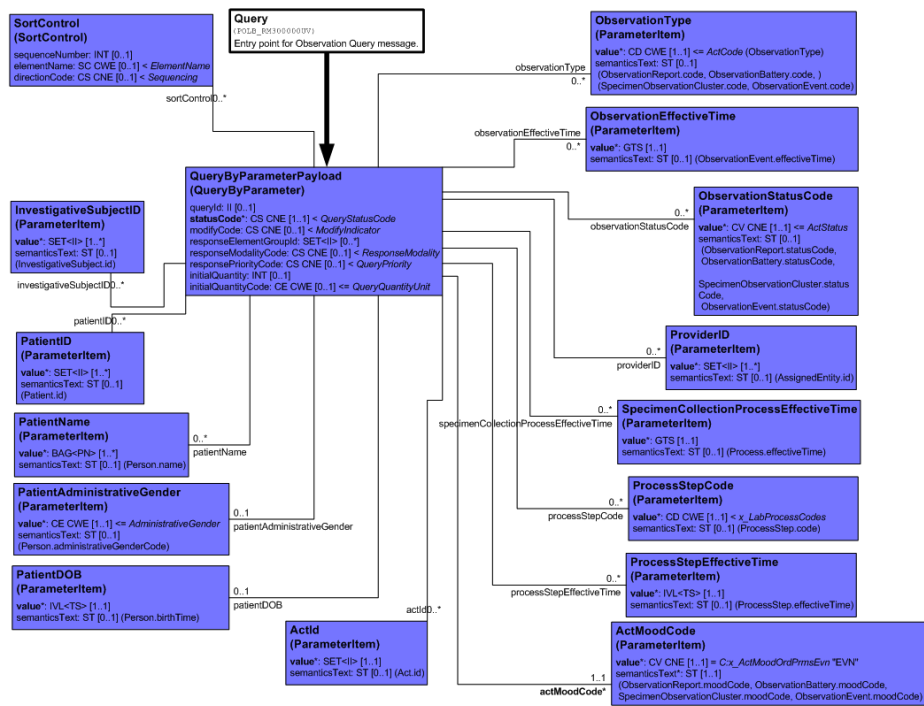 SortControl
(SortControl)
sequenceNumber: INT [0..1]
elementName: SC CWE [0..1] < ElementName
directionCode: CS CNE [0..1] < Sequencing
sortControl0..*
Query
(POLB_RM300000UV)
Entry point for Observation Query message.
ObservationType
(ParameterItem)
value*: CD CWE [1..1] <= ActCode (ObservationType)
semanticsText: ST [0..1]
(ObservationReport.code, ObservationBattery.code, )
(SpecimenObservationCluster.code, ObservationEvent.code)
observationType
0..*
ObservationEffectiveTime
(ParameterItem)
value*: GTS [1..1]
semanticsText: ST [0..1] (ObservationEvent.effectiveTime)
observationEffectiveTime
0..*
QueryByParameterPayload
(QueryByParameter)
queryId: II [0..1]
statusCode*: CS CNE [1..1] < QueryStatusCode
modifyCode: CS CNE [0..1] < ModifyIndicator
responseElementGroupId: SET<II> [0..*]
responseModalityCode: CS CNE [0..1] < ResponseModality
responsePriorityCode: CS CNE [0..1] < QueryPriority
initialQuantity: INT [0..1]
initialQuantityCode: CE CWE [0..1] <= QueryQuantityUnit
InvestigativeSubjectID
(ParameterItem)
value*: SET<II> [1..*]
semanticsText: ST [0..1]
(InvestigativeSubject.id)
investigativeSubjectID0..*
ObservationStatusCode
(ParameterItem)
value*: CV CNE [1..1] <= ActStatus
semanticsText: ST [0..1]
(ObservationReport.statusCode,
ObservationBattery.statusCode,
SpecimenObservationCluster.status
Code,
ObservationEvent.statusCode)
0..*
observationStatusCode
patientID0..*
PatientID
(ParameterItem)
value*: SET<II> [1..*]
semanticsText: ST [0..1]
(Patient.id)
ProviderID
(ParameterItem)
value*: SET<II> [1..*]
semanticsText: ST [0..1] (AssignedEntity.id)
0..*
providerID
PatientName
(ParameterItem)
value*: BAG<PN> [1..*]
semanticsText: ST [0..1] (Person.name)
0..*
patientName
SpecimenCollectionProcessEffectiveTime
(ParameterItem)
value*: GTS [1..1]
semanticsText: ST [0..1] (Process.effectiveTime)
0..*
specimenCollectionProcessEffectiveTime
PatientAdministrativeGender
(ParameterItem)
value*: CE CWE [1..1] <= AdministrativeGender
semanticsText: ST [0..1]
(Person.administrativeGenderCode)
0..1
patientAdministrativeGender
ProcessStepCode
(ParameterItem)
value*: CD CWE [1..1] < x_LabProcessCodes
semanticsText: ST [0..1] (ProcessStep.code)
0..*
processStepCode
PatientDOB
(ParameterItem)
value*: IVL<TS> [1..1]
semanticsText: ST [0..1] (Person.birthTime)
0..1
patientDOB
ProcessStepEffectiveTime
(ParameterItem)
value*: IVL<TS> [1..1]
semanticsText: ST [0..1] (ProcessStep.effectiveTime)
0..*
processStepEffectiveTime
actId0..*
ActId
(ParameterItem)
value*: SET<II> [1..1]
semanticsText: ST [0..1] (Act.id)
ActMoodCode
(ParameterItem)
value*: CV CNE [1..1] = C:x_ActMoodOrdPrmsEvn "EVN"
semanticsText*: ST [1..1]
(ObservationReport.moodCode, ObservationBattery.moodCode,
SpecimenObservationCluster.moodCode, ObservationEvent.moodCode)
1..1
actMoodCode*